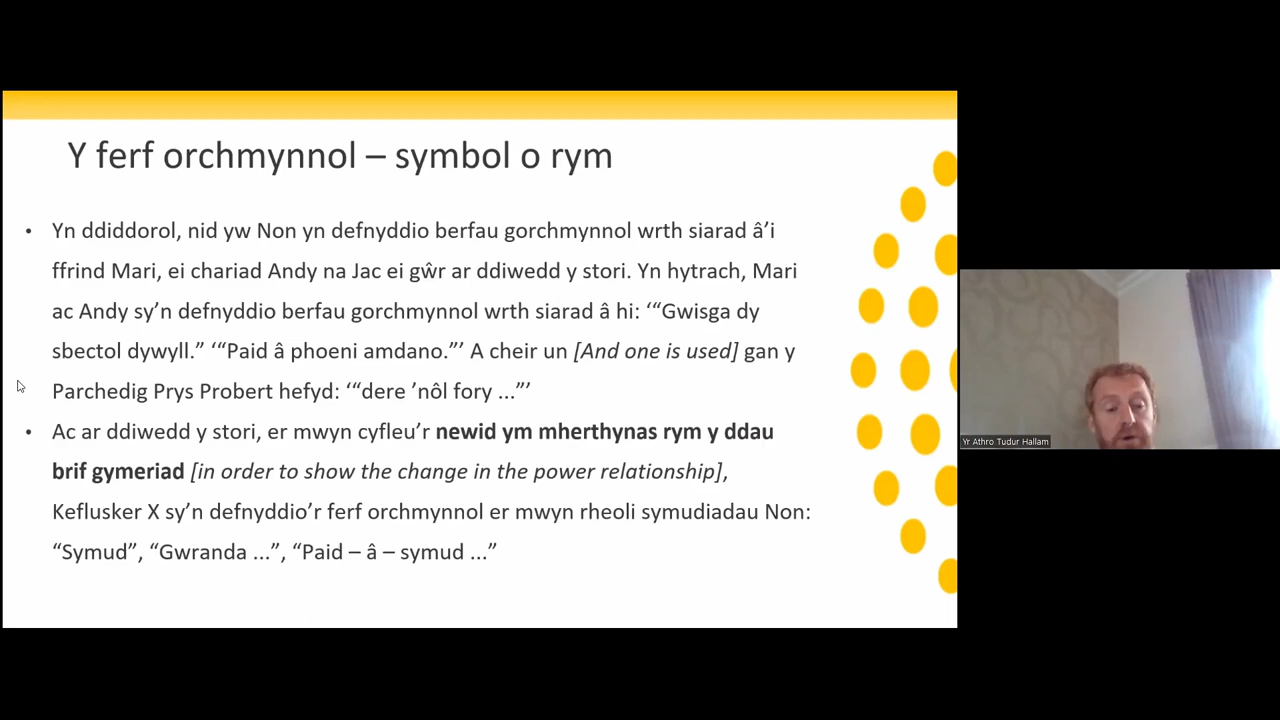 Y ferf orchmynnol – symbol o rym
• Yn ddiddorol, nid yw Non yn defnyddio berfau gorchmynnol wrth siarad â’i
ffrind Mari, ei chariad Andy na Jac ei gŵr ar ddiwedd y stori. Yn hytrach, Mari
ac Andy sy’n defnyddio berfau gorchmynnol wrth siarad â hi: ‘“Gwisga dy
sbectol dywyll.” ‘“Paid â phoeni amdano.”’ A cheir un [And one is used] gan y
Parchedig Prys Probert hefyd: ‘“dere ’nôl fory ...”’
• Ac ar ddiwedd y stori, er mwyn cyfleu’r newid ym mherthynas rym y ddau
brif gymeriad [in order to show the change in the power relationship],
Keflusker X sy’n defnyddio’r ferf orchmynnol er mwyn rheoli symudiadau Non:
“Symud”, “Gwranda ...”, “Paid – â – symud ...”
Yr Athro Tudur Hallam